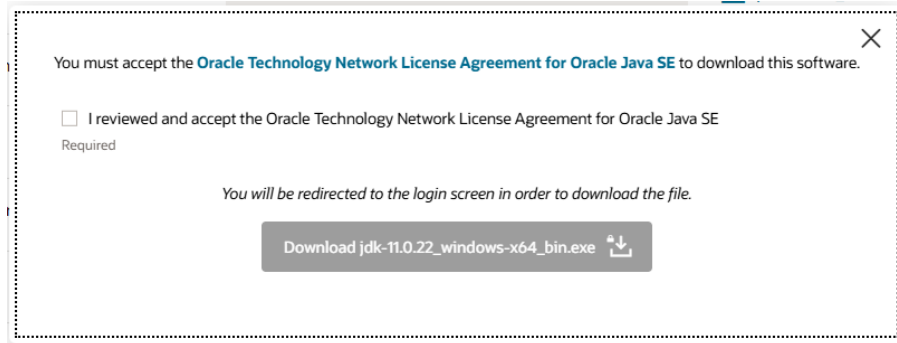 You must accept the Oracle Technology Network License Agreement for Oracle Java SE to download this software.
I reviewed and accept the Oracle Technology Network License Agreement for Oracle Java SE
Required
You will be redirected to the login screen in order to download the file.
Download jdk-11.0.22_windows-x64_bin.exe